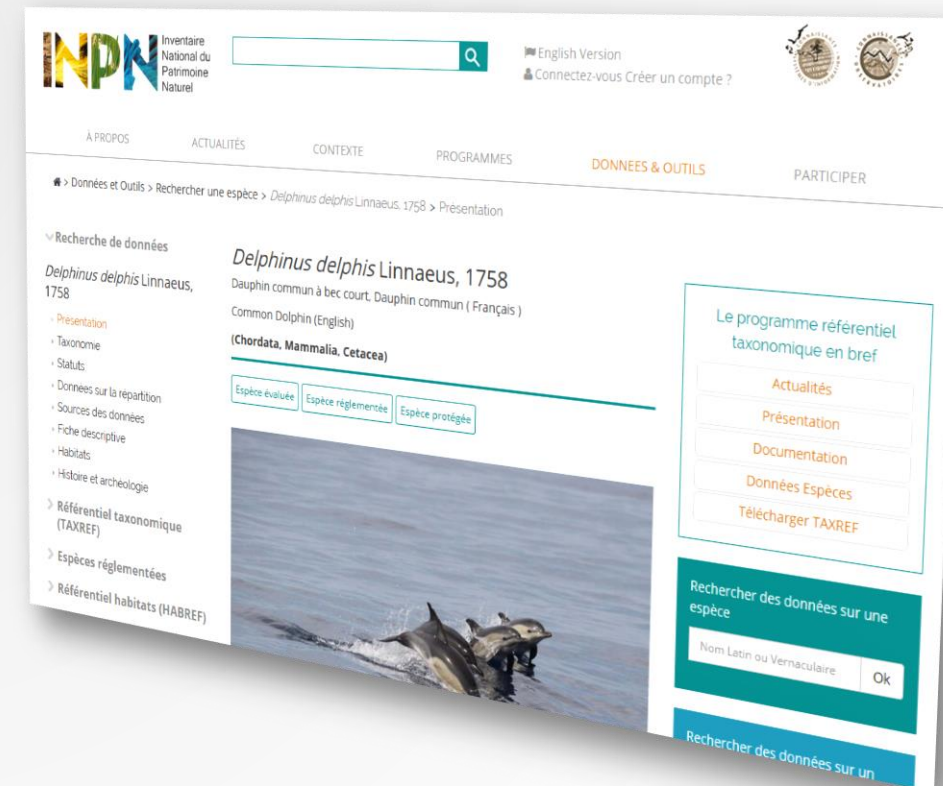 INPN
Inventaire
National du
Patrimoine
Naturel
English Version
Connectez-vous Créer un compte ?
À PROPOS
ACTUALITÉS
CONTEXTE
PROGRAMMES
DONNEES & OUTILS
PARTICIPER
> Données et Outils > Rechercher une espèce > Delphinus delphis Linnaeus, 1758 > Présentation
Recherche de données
Delphinus delphis Linnaeus,
1758
Présentation
Taxonomie
Statuts
Données sur la répartition
Sources des données
Fiche descriptive
Habitats
Histoire et archéologie
Référentiel taxonomique
(TAXREF)
Espèces réglementées
Référentiel habitats (HABREF)
Delphinus delphis Linnaeus, 1758
Dauphin commun à bec court, Dauphin commun ( Français )
Common Dolphin (English)
(Chordata, Mammalia, Cetacea)
Espèce évaluée
Espèce réglementée
Espèce protégée
Le programme référentiel
taxonomique en bref
Actualités
Présentation
Documentation
Données Espèces
Télécharger TAXREF
Rechercher des données sur une
espèce
Nom Latin ou Vernaculaire
Ok
Rechercher des données sur un